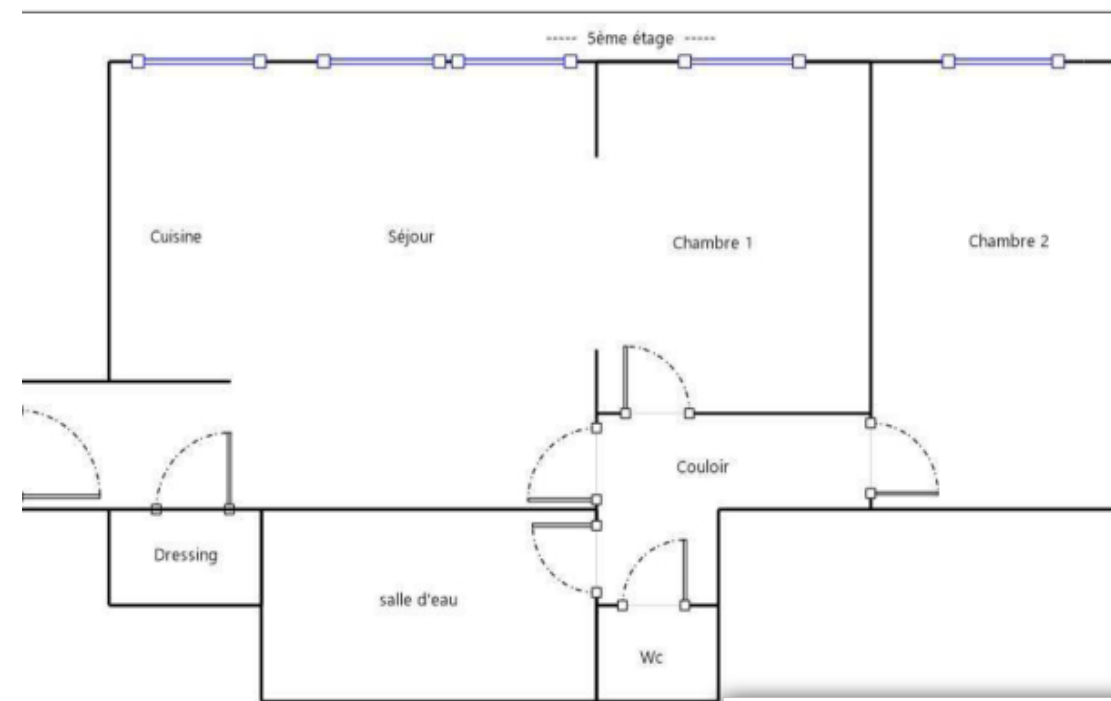 ----- 5ème étage -----
Cuisine
Séjour
Chambre 1
Chambre 2
Couloir
Dressing
salle d'eau
Wc